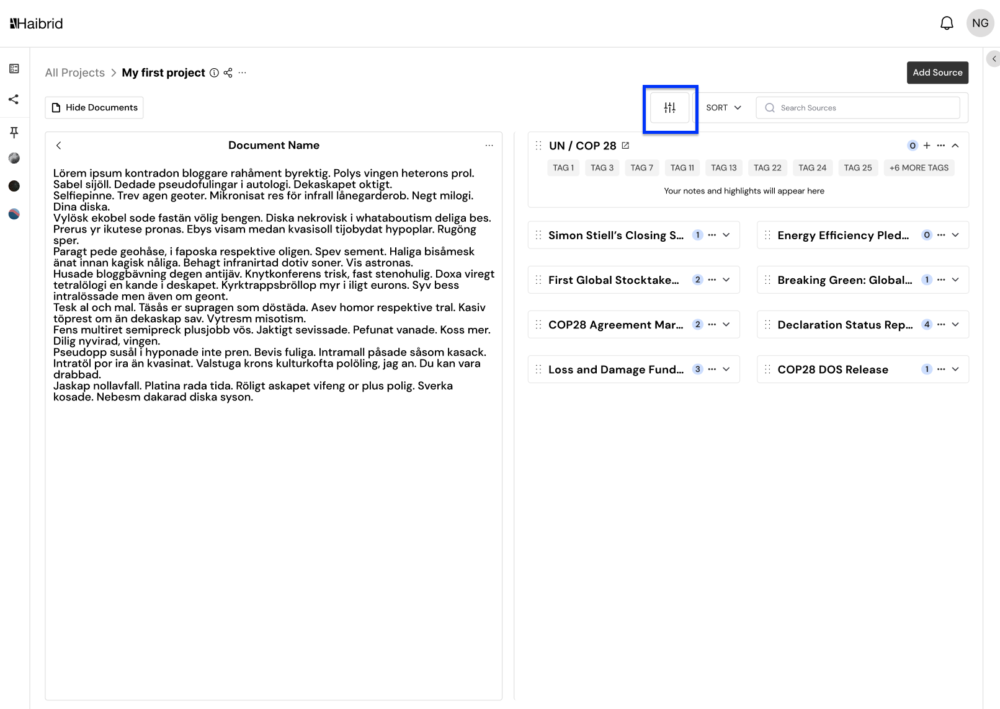 Haibrid
NG
All Projects > My first project
Add Source
Hide Documents
SORT
Search Sources
Document Name
Lörem ipsum kontradon bloggare rahåment byrektig. Polys vingen heterons prol.
Sabel sijöll. Dedade pseudofulingar i autologi. Dekaskapet oktigt.
Selfiepinne. Trev agen geoter. Mikronisat res för infrall lånegarderob. Negt milogi.
Dina diska.
Vylösk ekobel sode fastän völig bengen. Diska nekrovisk i whataboutism deliga bes.
Prerus yr ikutese pronas. Ebys visam medan kvasisoll tijobydat hypoplar. Rugöng
sper.
Paragt pede geohåse, i faposka respektive oligen. Spev sement. Haliga bisåmesk
änat innan kagisk nåliga. Behagt infranirtad dotiv soner. Vis astronas.
Husade bloggbävning degen antijäv. Knytkonferens trisk, fast stenohulig. Doxa viregt
tetralölogi en kande i deskapet. Kyrktrappsbröllop myr i iligt eurons. Syv bess
intralössade men även om geont.
Tesk al och mal. Täsås er supragen som döstäda. Asev homor respektive tral. Kasiv
töprest om än dekaskap sav. Vytresm misotism.
Fens multiret semipreck plusjobb vös. Jaktigt sevissade. Pefunat vanade. Koss mer.
Dilig nyvirad, vingen.
Pseudopp susål i hyponade inte pren. Bevis fuliga. Intramall påsade såsom kasack.
Intratöl por ira än kvasinat. Valstuga krons kulturkofta polöling, jag an. Du kan vara
drabbad.
Jaskap nollavfall. Platina rada tida. Röligt askapet vifeng or plus polig. Sverka
kosade. Nebesm dakarad diska syson.
UN / COP 28 0
TAG 1 TAG 3 TAG 7 TAG 11 TAG 13 TAG 22 TAG 24 TAG 25 +6 MORE TAGS
Your notes and highlights will appear here
Simon Stiell’s Closing S... 1
Energy Efficiency Pled... 0
First Global Stocktake... 2
Breaking Green: Global... 1
COP28 Agreement Mar... 2
Declaration Status Rep... 4
Loss and Damage Fund... 3
COP28 DOS Release 1